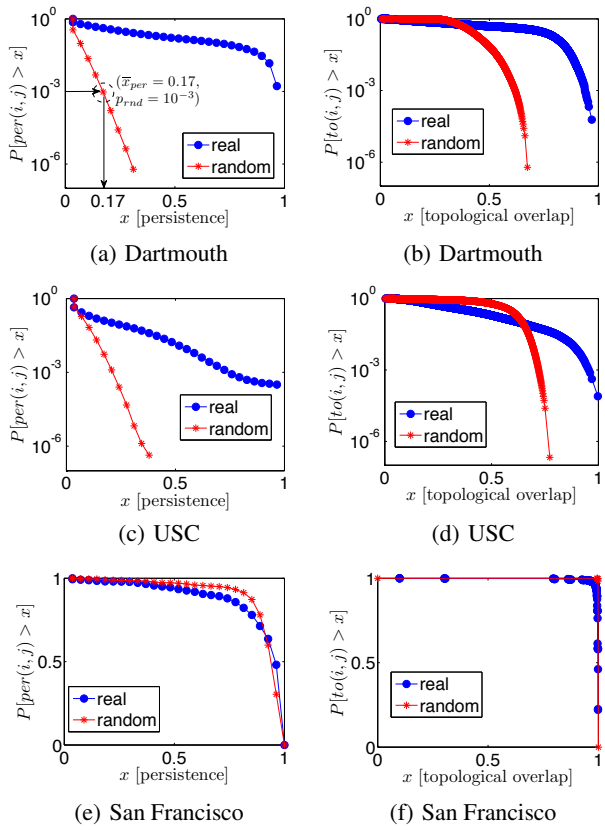 10^0
10^-3
10^-6
P[per(i, j) > x]
(x̅_per = 0.17,
p_rnd = 10^-3)
real
random
0 0.17 0.5 1
x [persistence]
(a) Dartmouth
10^0
10^-3
10^-6
P[to(i, j) > x]
real
random
0 0.5 1
x [topological overlap]
(b) Dartmouth
10^0
10^-3
10^-6
P[per(i, j) > x]
real
random
0 0.5 1
x [persistence]
(c) USC
10^0
10^-3
10^-6
P[to(i, j) > x]
real
random
0 0.5 1
x [topological overlap]
(d) USC
1
0.5
0
P[per(i, j) > x]
real
random
0 0.5 1
x [persistence]
(e) San Francisco
1
0.5
0
P[to(i, j) > x]
real
random
0 0.5 1
x [topological overlap]
(f) San Francisco